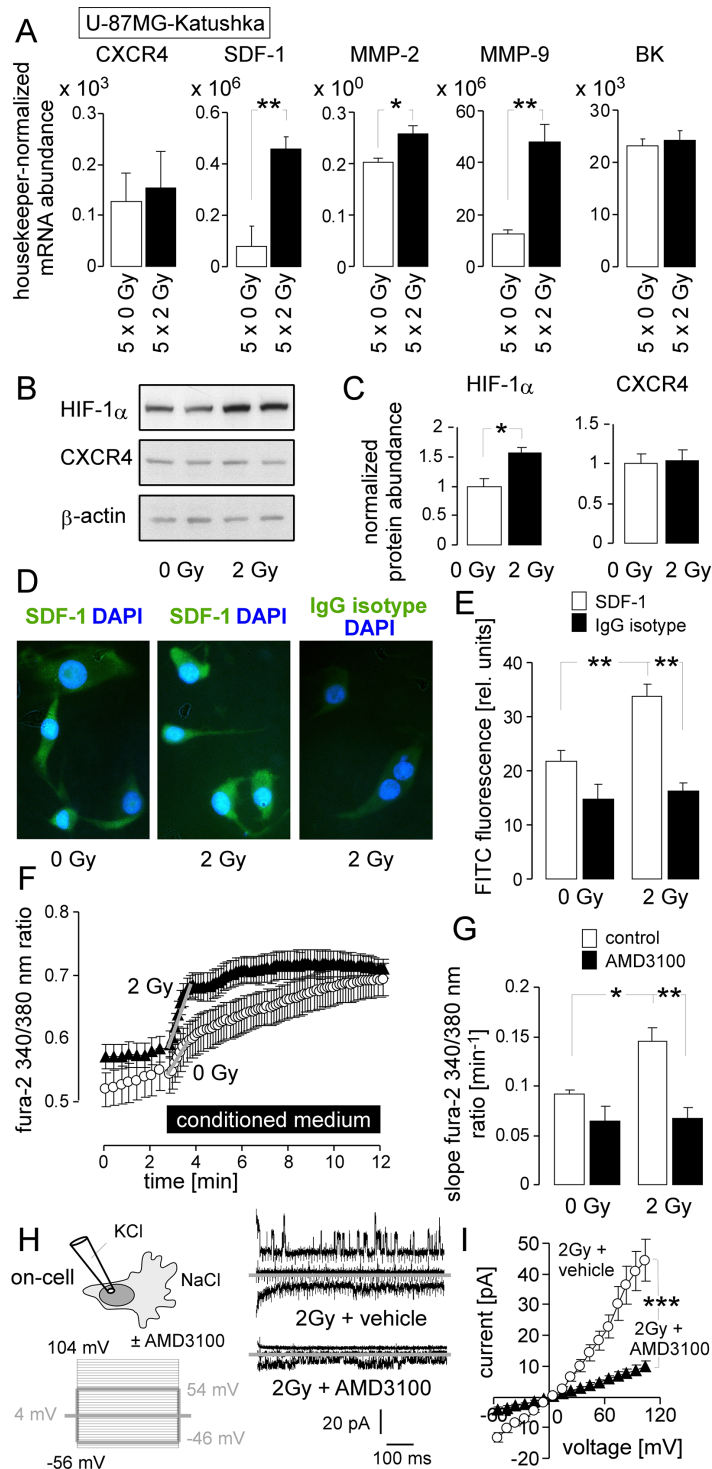 A
U-87MG-Katushka
CXCR4 SDF-1 MMP-2 MMP-9 BK
x 10³ x 10⁶ x 10⁰ x 10⁶ x 10³
housekeeper-normalized
mRNA abundance
0.3 0.6 0.3 60 30
0.2 0.4 0.2 40 20
0.1 0.2 0.1 20 10
0 0 0 0 0
** * **
5 x 0 Gy 5 x 2 Gy 5 x 0 Gy 5 x 2 Gy 5 x 0 Gy 5 x 2 Gy 5 x 0 Gy 5 x 2 Gy 5 x 0 Gy 5 x 2 Gy
B
HIF-1α
CXCR4
β-actin
0 Gy 2 Gy
C
HIF-1α CXCR4
normalized
protein abundance
2 2
1.5 1.5
1 1
0.5 0.5
*
0 Gy 2 Gy 0 Gy 2 Gy
D
SDF-1 DAPI SDF-1 DAPI IgG isotype
DAPI
0 Gy 2 Gy 2 Gy
E
SDF-1
IgG isotype
FITC fluorescence [rel. units]
40
30
20
10
0
** **
0 Gy 2 Gy
F
fura-2 340/380 nm ratio
0.8
0.7
0.6
0.5
2 Gy
0 Gy
conditioned medium
0 2 4 6 8 10 12
time [min]
G
control
AMD3100
slope fura-2 340/380 nm
ratio [min⁻¹]
0.15
0.1
0.05
0
* **
0 Gy 2 Gy
H
KCl
on-cell
NaCl
± AMD3100
104 mV
54 mV
4 mV
-46 mV
-56 mV
2Gy + vehicle
2Gy + AMD3100
20 pA
100 ms
I
current [pA]
50
40
30
20
10
-10
-20
2Gy +
vehicle
***
2Gy +
AMD3100
-60 0 60 120
voltage [mV]